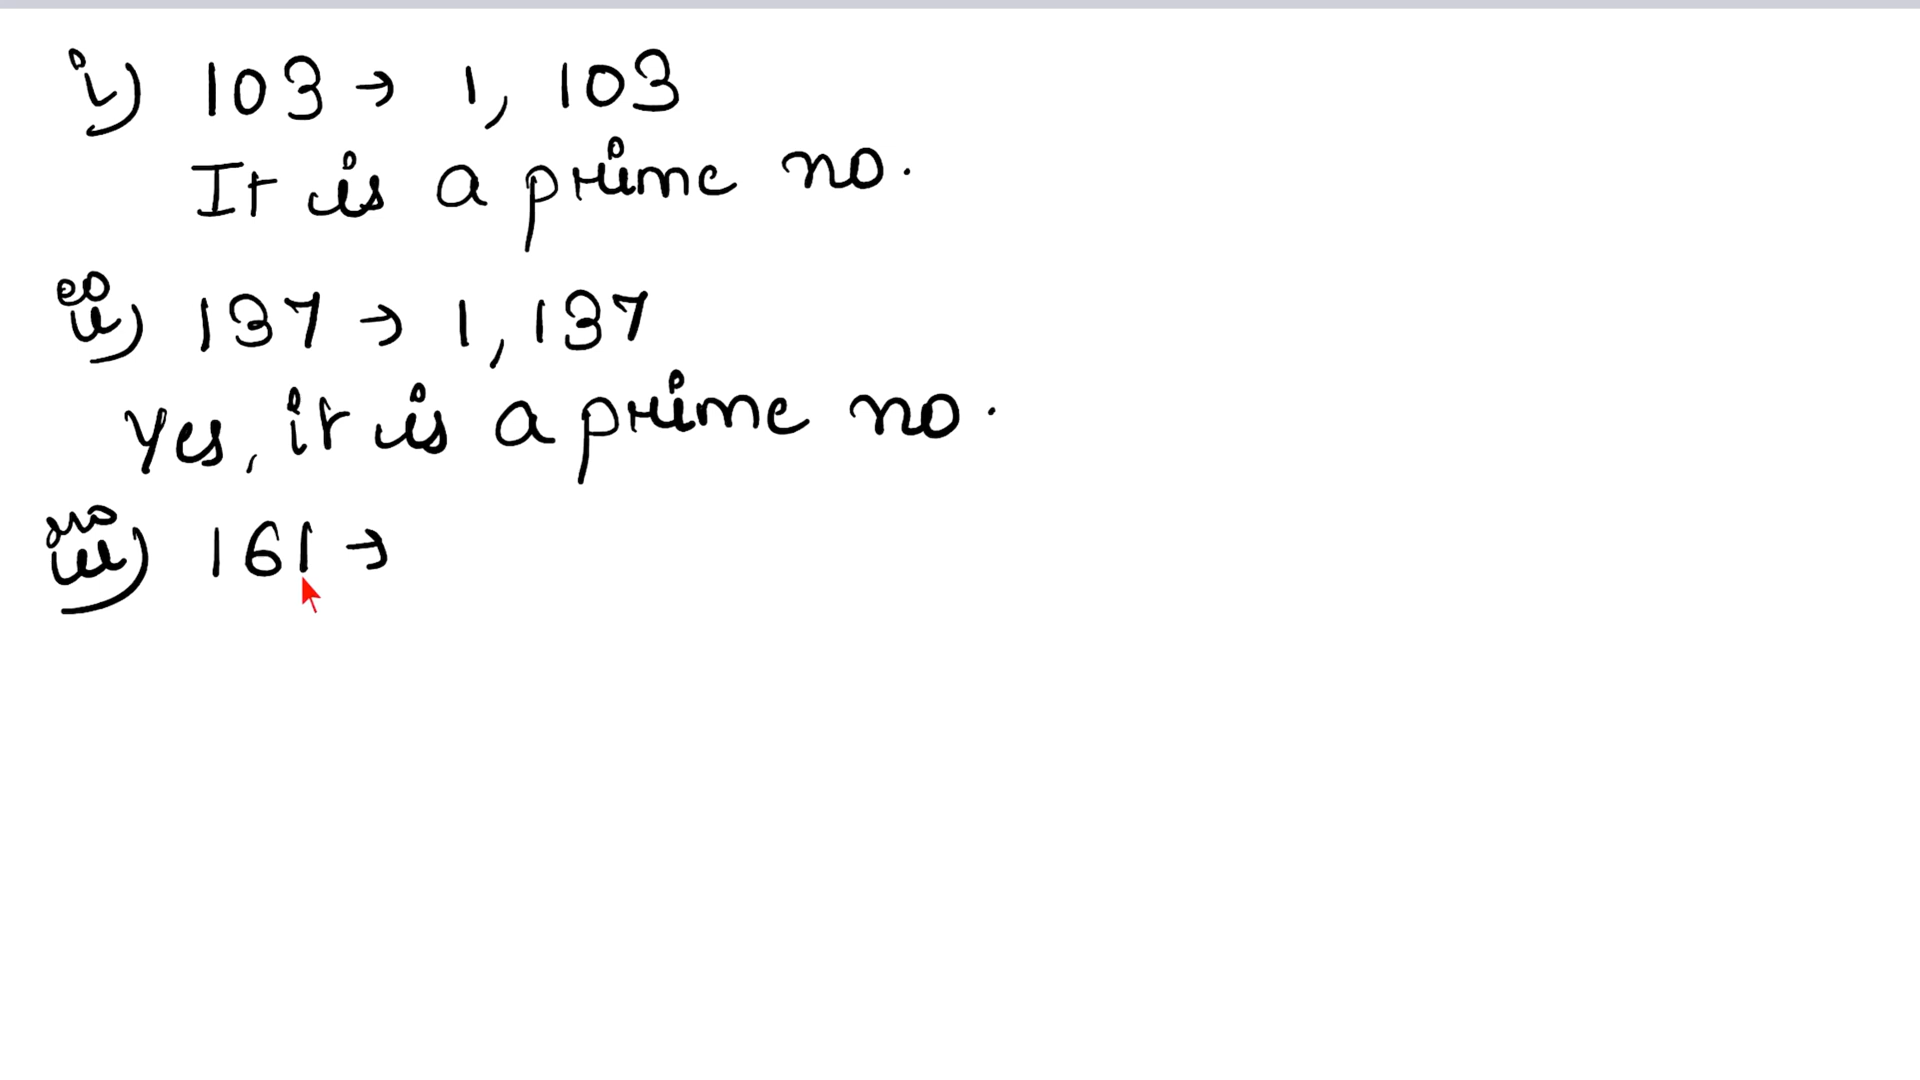 i) 103 → 1, 103
It is a prime no.
ii) 137 → 1, 137
Yes, it is a prime no.
iii) 161 →